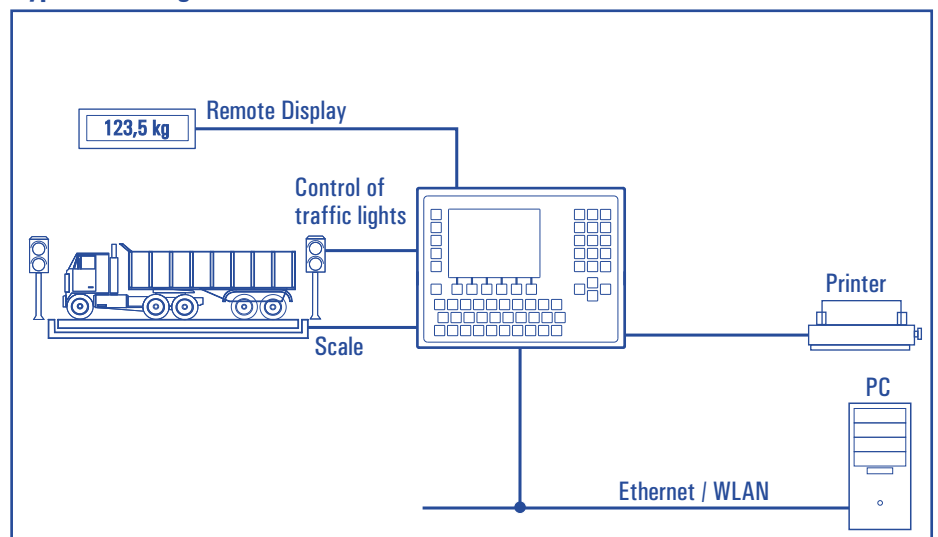 Remote Display
123,5 kg
Control of
traffic lights
Scale
Printer
PC
Ethernet / WLAN